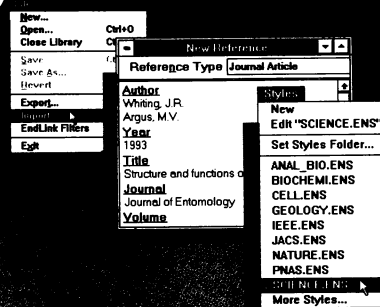 New...
Open... Ctrl+O
Close Library
Save
Save As...
Revert
Export...
Import
EndLink Filters
Exit
New Reference
Reference Type Journal Article
Author
Whiting, J.R.
Argus, M.V.
Year
1993
Title
Structure and functions
Journal
Journal of Entomology
Volume
Styles
New
Edit "SCIENCE.ENS"
Set Styles Folder...
ANAL_BIO.ENS
BIOCHEMI.ENS
CELL.ENS
GEOLOGY.ENS
IEEE.ENS
JACS.ENS
NATURE.ENS
PNAS.ENS
SCIENCE.ENS
More Styles...